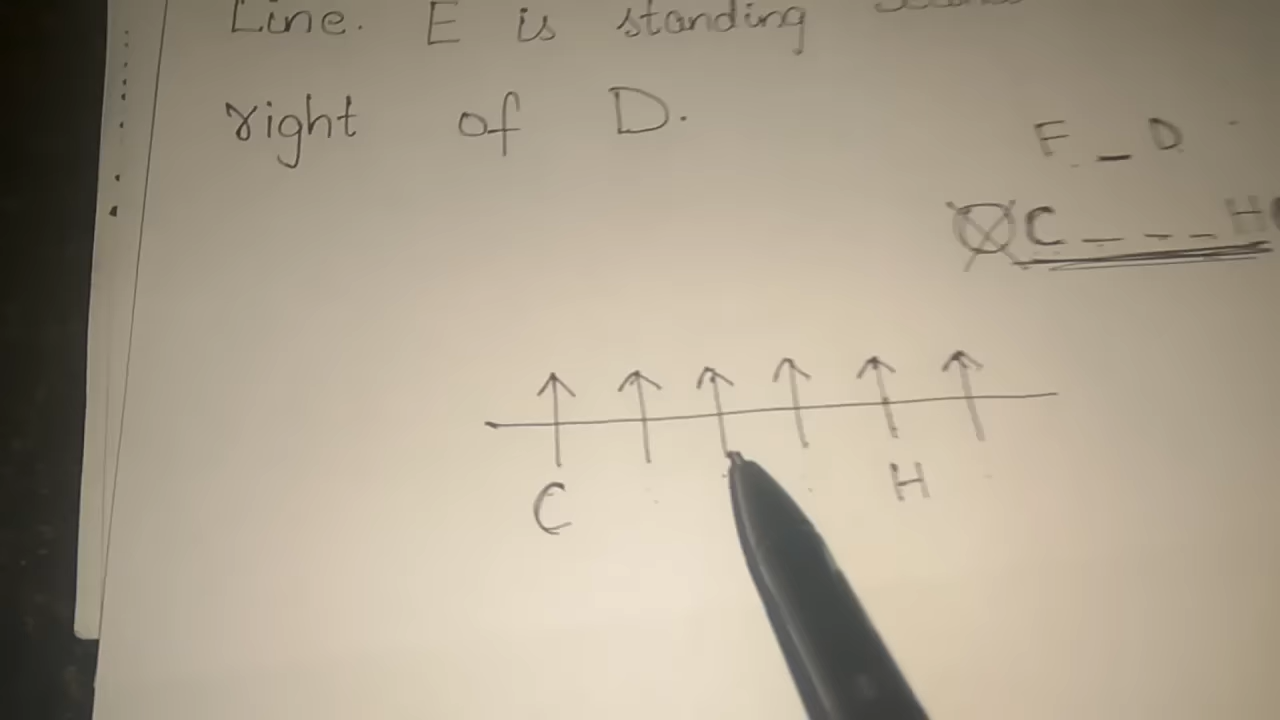 Line. E is standing
right of D.
F _ D
C _ _ _ H
C H